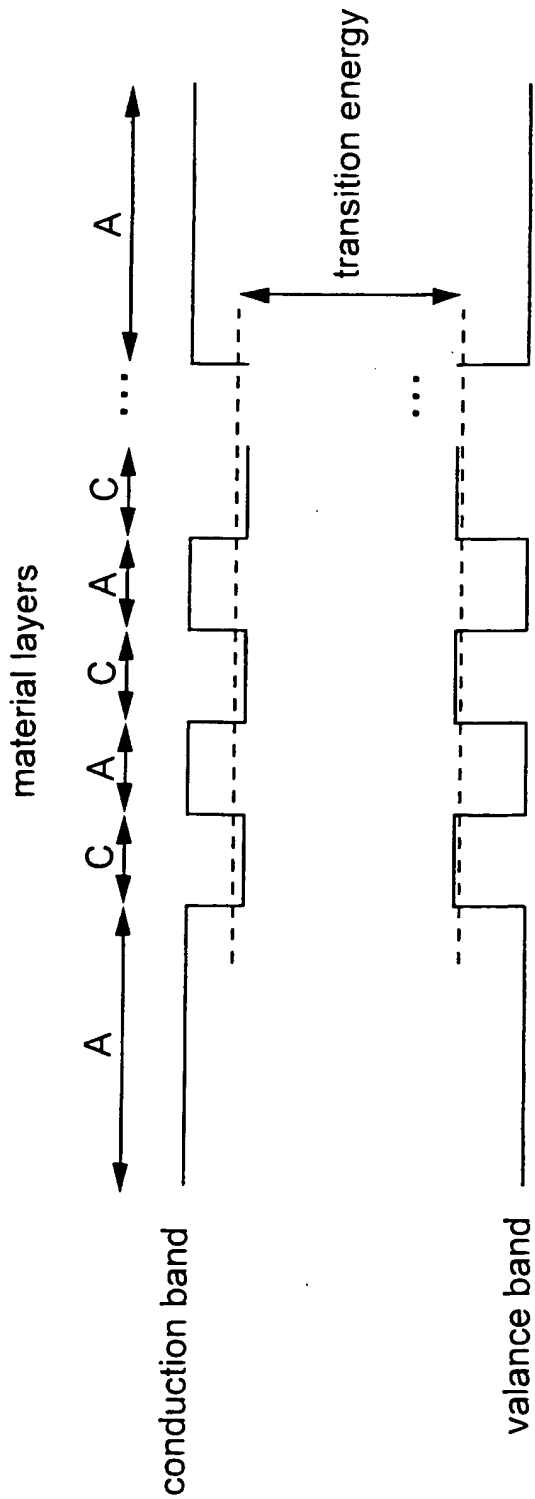 material layers
A C A C A C ... A
conduction band
transition energy
...
valance band